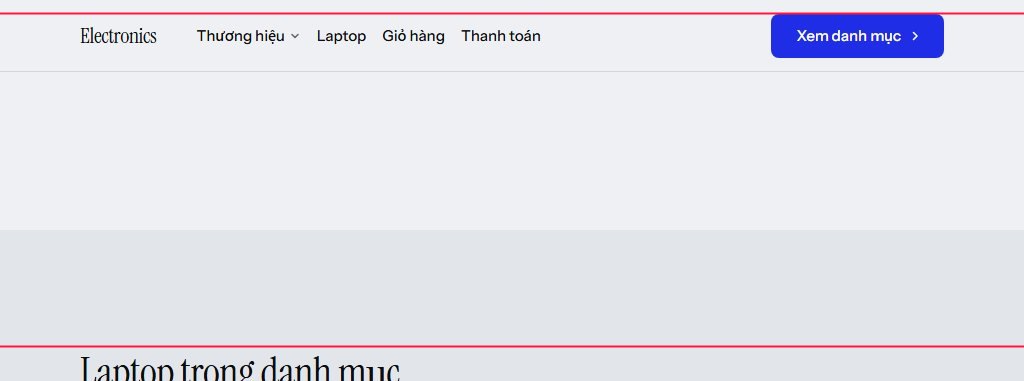 Electronics
Thương hiệu
Laptop
Giỏ hàng
Thanh toán
Xem danh mục
Laptop trong danh mục